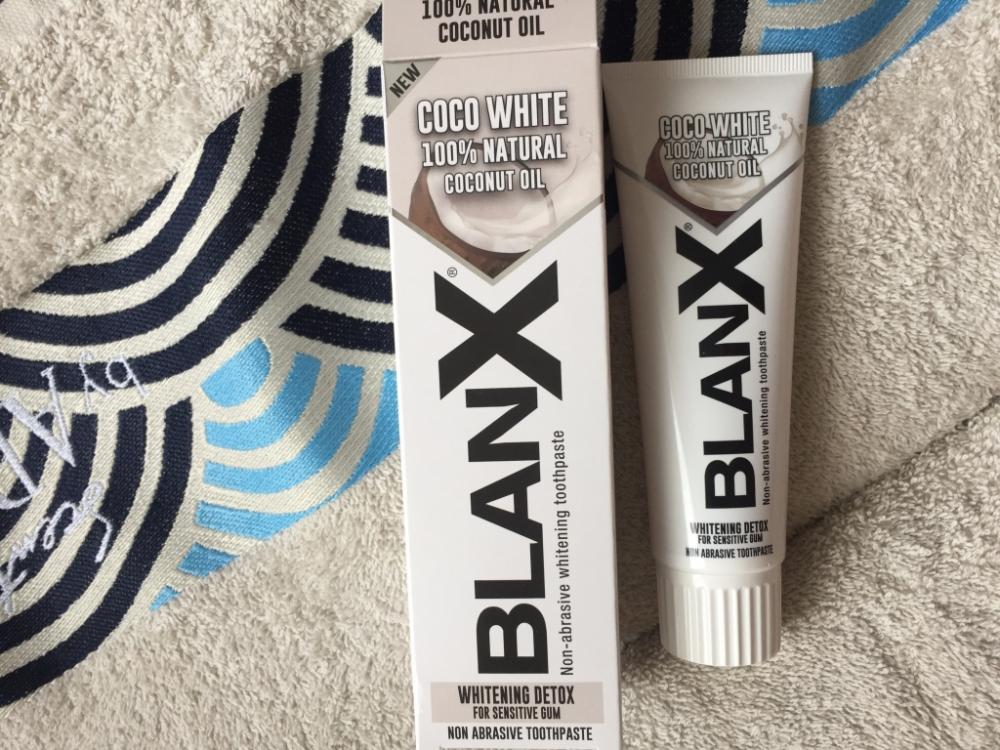 100% NATURAL
COCONUT OIL
NEW
COCO WHITE
100% NATURAL
COCONUT OIL
BLANX®
Non-abrasive whitening toothpaste
WHITENING DETOX
FOR SENSITIVE GUM
NON ABRASIVE TOOTHPASTE
COCO WHITE
100% NATURAL
COCONUT OIL
BLANX®
Non-abrasive whitening toothpaste
WHITENING DETOX
FOR SENSITIVE GUM
NON ABRASIVE TOOTHPASTE
by